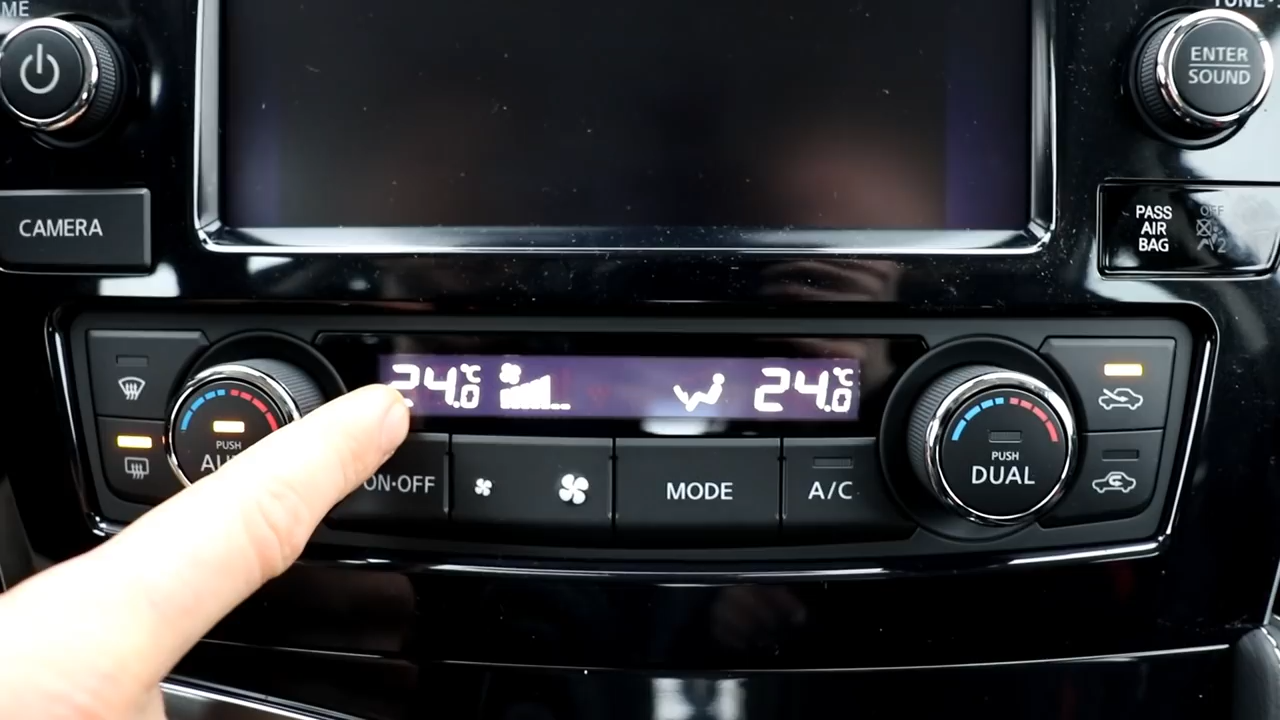 ENTER
SOUND
CAMERA
PASS
AIR
BAG
OFF
24.0 °C
24.0 °C
PUSH
ON·OFF
MODE
A/C
PUSH
DUAL